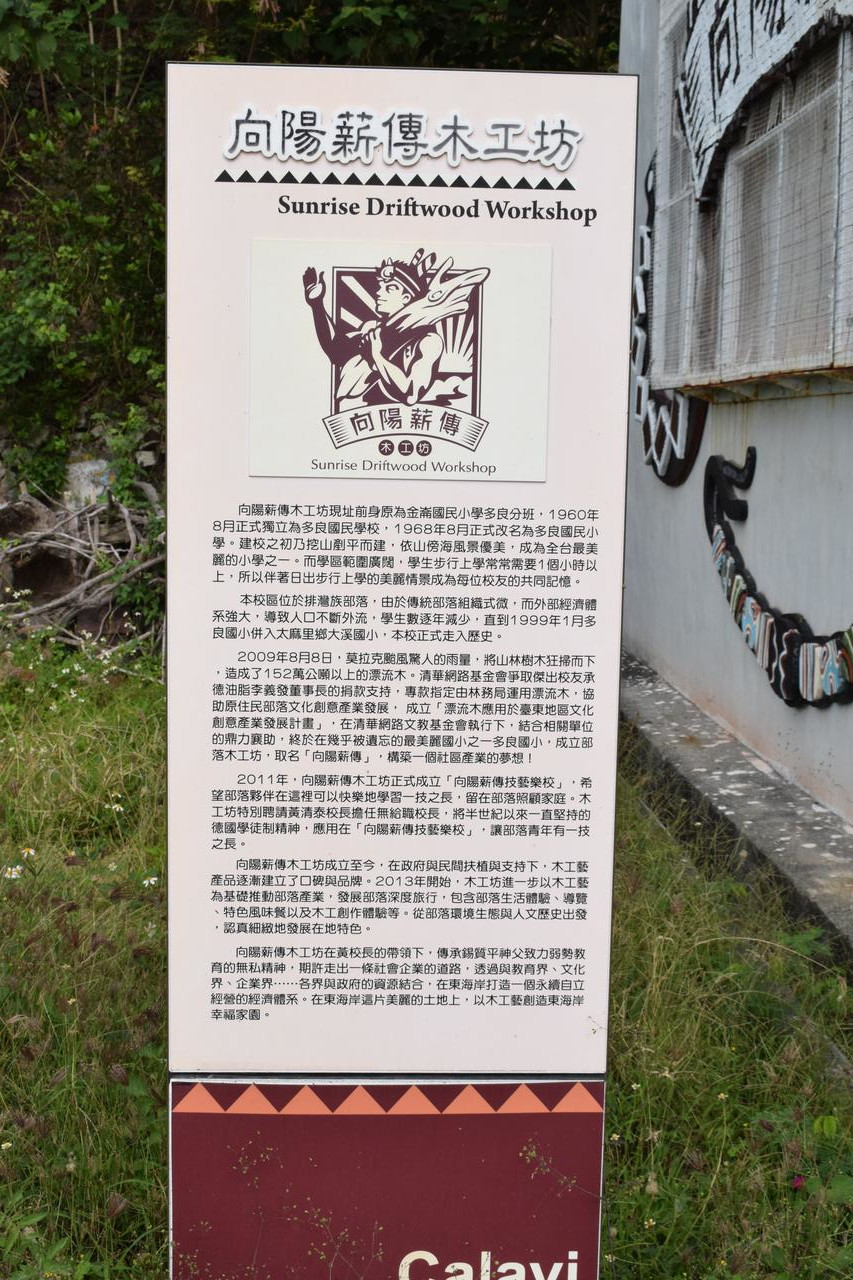 向陽薪傳木工坊
Sunrise Driftwood Workshop
向陽薪傳
木工坊
Sunrise Driftwood Workshop
向陽薪傳木工坊現址前身原為金崙國民小學多良分班，1960年
8月正式獨立為多良國民學校，1968年8月正式改名為多良國民小
學。建校之初乃挖山剷平而建，依山傍海風景優美，成為全台最美
麗的小學之一。而學區範圍廣闊，學生步行上學常常需要1個小時以
上，所以伴著日出步行上學的美麗情景成為每位校友的共同記憶。
本校區位於排灣族部落，由於傳統部落組織式微，而外部經濟體
系強大，導致人口不斷外流，學生數逐年減少，直到1999年1月多
良國小併入大麻里鄉大溪國小，本校正式走入歷史。
2009年8月8日，莫拉克颱風驚人的雨量，將山林樹木狂掃而下
，造成了152萬公噸以上的漂流木。清華網路基金會爭取傑出校友承
德油脂李義發董事長的捐款支持，專款指定由林務局運用漂流木，協
助原住民部落文化創意產業發展， 成立「漂流木應用於臺東地區文化
創意產業發展計畫」，在清華網路文教基金會執行下，結合相關單位
的鼎力襄助，終於在幾乎被遺忘的最美麗國小之一多良國小，成立部
落木工坊，取名「向陽薪傳」，構築一個社區產業的夢想！
2011年，向陽薪傳木工坊正式成立「向陽薪傳技藝樂校」，希
望部落夥伴在這裡可以快樂地學習一技之長，留在部落照顧家庭。木
工坊特別聘請黃清泰校長擔任無給職校長，將半世紀以來一直堅持的
德國學徒制精神，應用在「向陽薪傳技藝樂校」，讓部落青年有一技
之長。
向陽薪傳木工坊成立至今，在政府與民間扶植與支持下，木工藝
產品逐漸建立了口碑與品牌。2013年開始，木工坊進一步以木工藝
為基礎推動部落產業，發展部落深度旅行，包含部落生活體驗、導覽
、特色風味餐以及木工創作體驗等。從部落環境生態與人文歷史出發
，認真細緻地發展在地特色。
向陽薪傳木工坊在黃校長的帶領下，傳承錫質平神父致力弱勢教
育的無私精神，期許走出一條社會企業的道路，透過與教育界、文化
界、企業界……各界與政府的資源結合，在東海岸打造一個永續自立
經營的經濟體系。在東海岸這片美麗的土地上，以木工藝創造東海岸
幸福家園。
Calavi